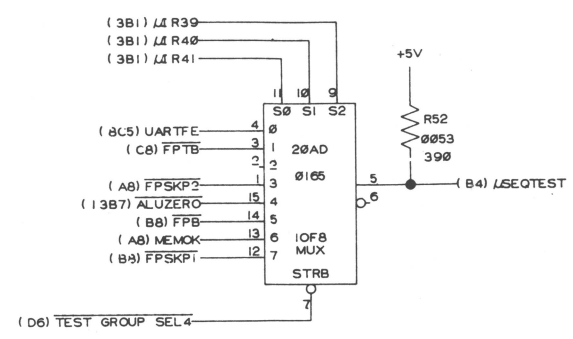 (3B1) µI R39
(3B1) µI R40
(3B1) µI R41
+5V
11 10 9
S0 S1 S2
R52
0053
390
(8C5) UARTFE 4 0
(C8) FPTB 3 1
2 2
(A8) FPSKP2 1 3
(13B7) ALUZERO 15 4
(B8) FPB 14 5
(A8) MEMOK 13 6
(B8) FPSKP1 12 7
20AD
0165
1OF8
MUX
STRB
5 (B4) µSEQTEST
6
7
(D6) TEST GROUP SEL4